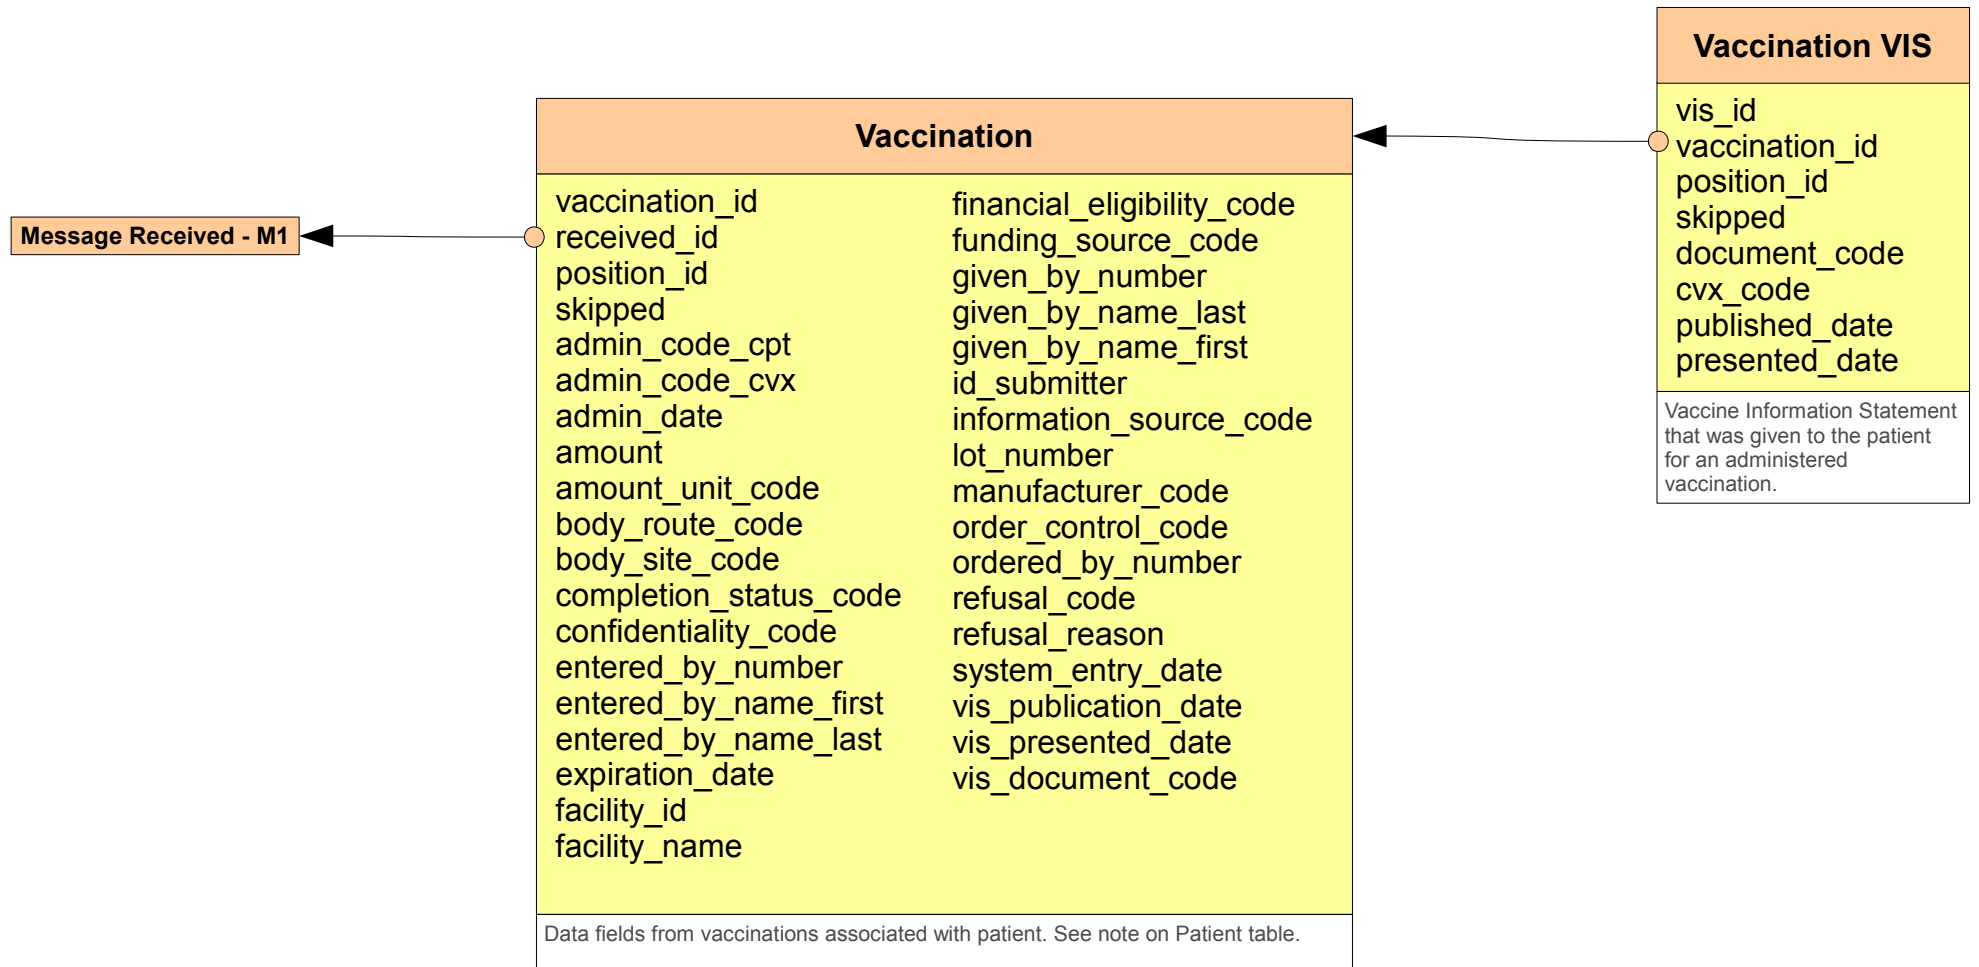 Message Received - M1
Vaccination
vaccination_id
received_id
position_id
skipped
admin_code_cpt
admin_code_cvx
admin_date
amount
amount_unit_code
body_route_code
body_site_code
completion_status_code
confidentiality_code
entered_by_number
entered_by_name_first
entered_by_name_last
expiration_date
facility_id
facility_name
financial_eligibility_code
funding_source_code
given_by_number
given_by_name_last
given_by_name_first
id_submitter
information_source_code
lot_number
manufacturer_code
order_control_code
ordered_by_number
refusal_code
refusal_reason
system_entry_date
vis_publication_date
vis_presented_date
vis_document_code
Data fields from vaccinations associated with patient. See note on Patient table.
Vaccination VIS
vis_id
vaccination_id
position_id
skipped
document_code
cvx_code
published_date
presented_date
Vaccine Information Statement
that was given to the patient
for an administered
vaccination.